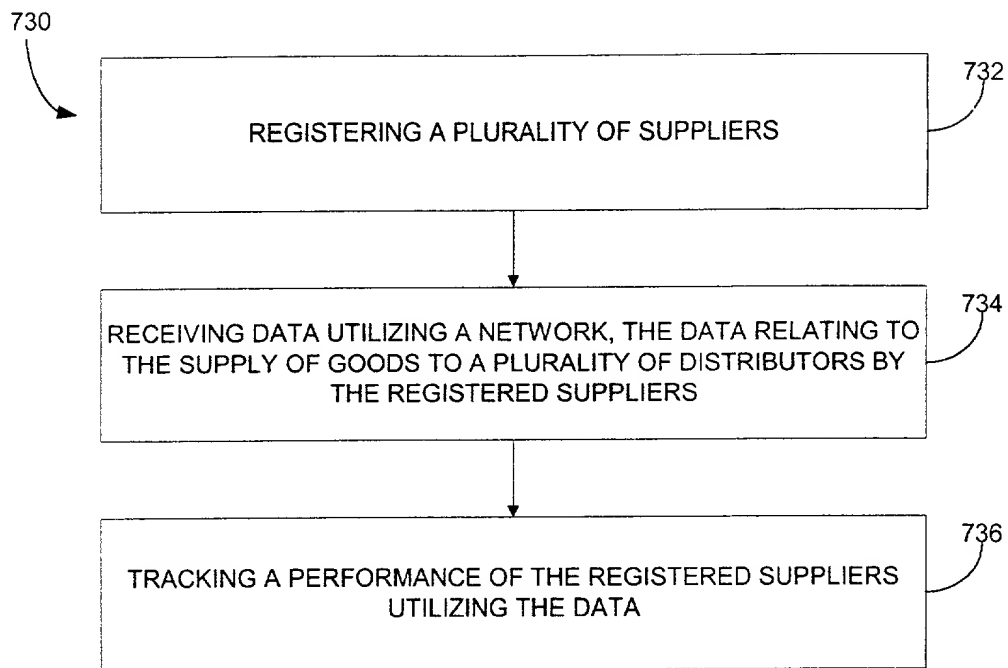 730
732
REGISTERING A PLURALITY OF SUPPLIERS
734
RECEIVING DATA UTILIZING A NETWORK, THE DATA RELATING TO
THE SUPPLY OF GOODS TO A PLURALITY OF DISTRIBUTORS BY
THE REGISTERED SUPPLIERS
736
TRACKING A PERFORMANCE OF THE REGISTERED SUPPLIERS
UTILIZING THE DATA